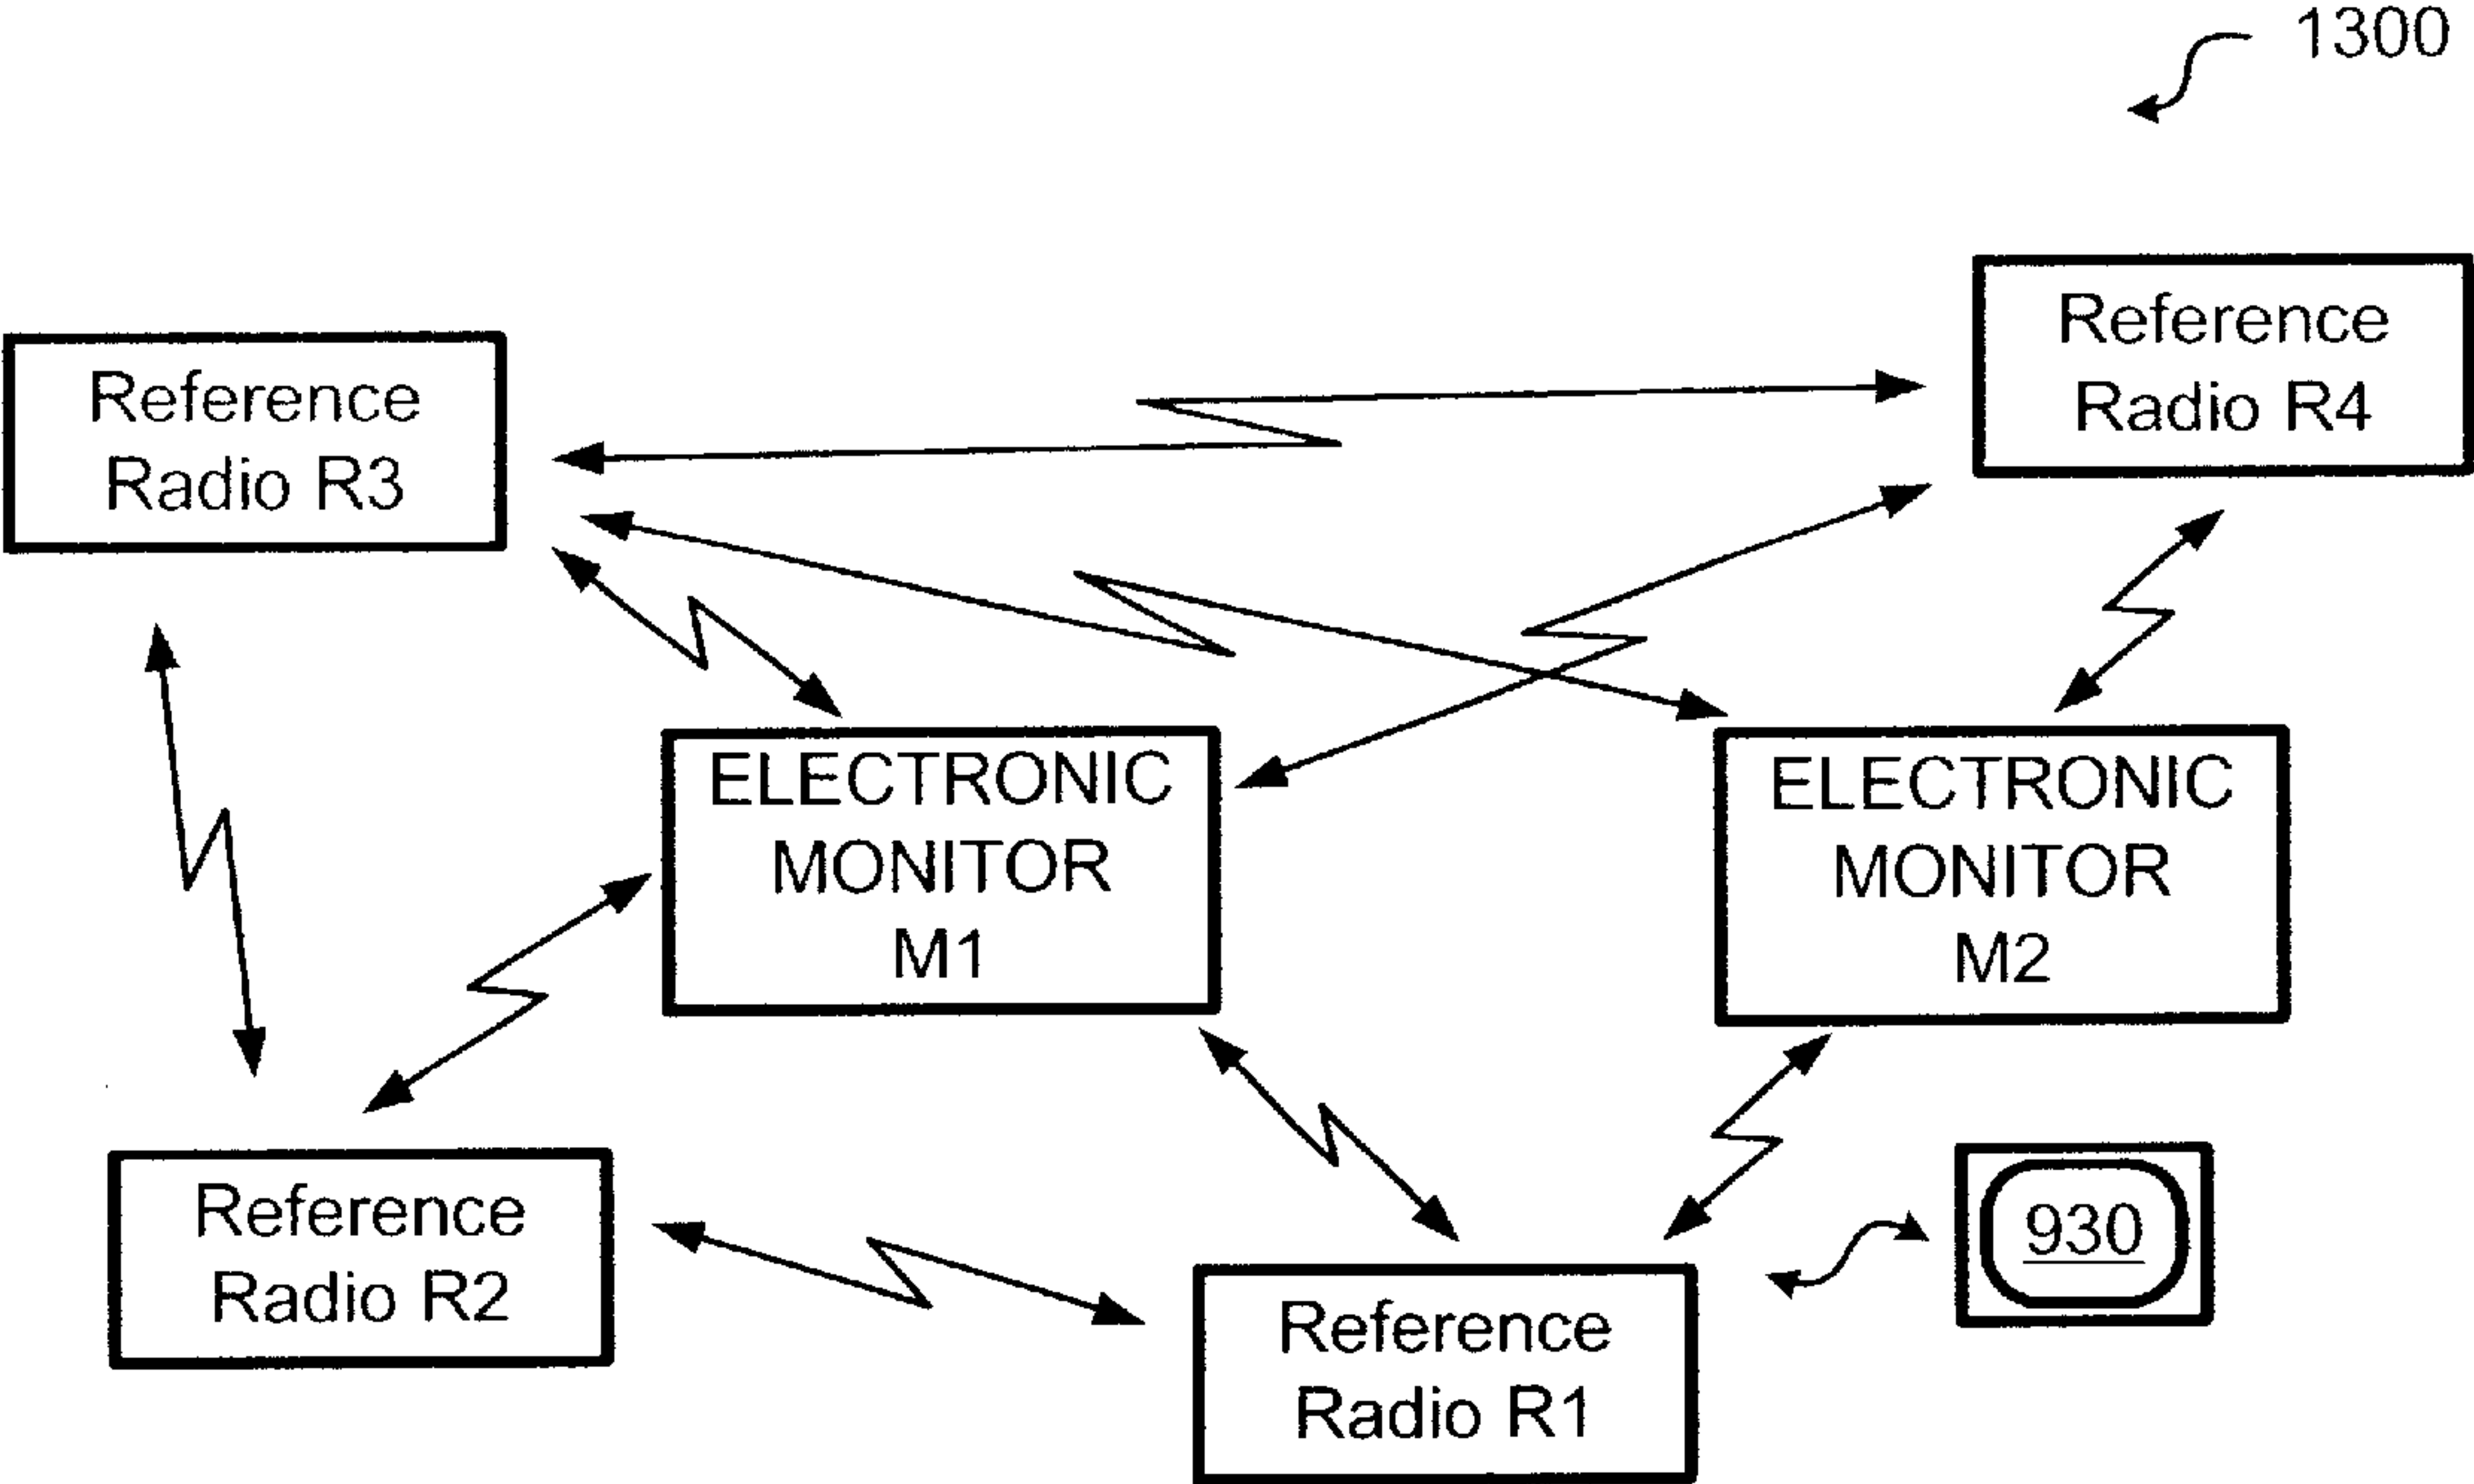 1300
Reference
Radio R4
Reference
Radio R3
ELECTRONIC
MONITOR
M1
ELECTRONIC
MONITOR
M2
Reference
Radio R2
930
Reference
Radio R1